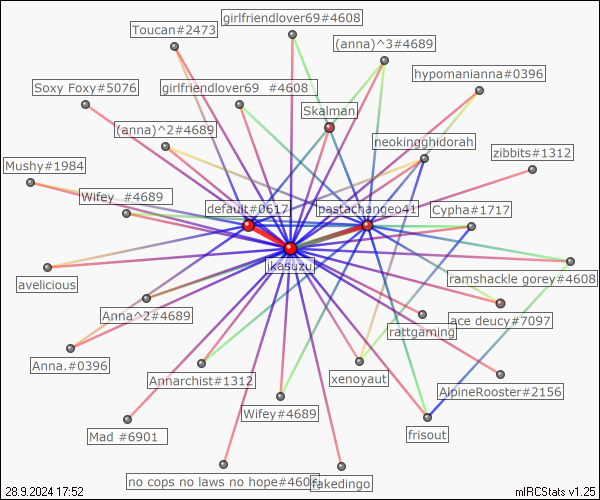 girlfriendlover69#4608
Toucan#2473
(anna)^3#4689
hypomanianna#0396
Soxy Foxy#5076
girlfriendlover69 #4608
Skalman
(anna)^2#4689
neokingghidorah
zibbits#1312
Mushy#1984
Wifey #4689
default#0617
pastachangeo41
Cypha#1717
ikasuzu
avelicious
ramshackle gorey#4608
Anna^2#4689
ace deucy#7097
rattgaming
Anna.#0396
Annarchist#1312
xenoyaut
AlpineRooster#2156
Wifey#4689
Mad #6901
frisout
no cops no laws no hope#4608
fakedingo
28.9.2024 17:52
mIRCStats v1.25